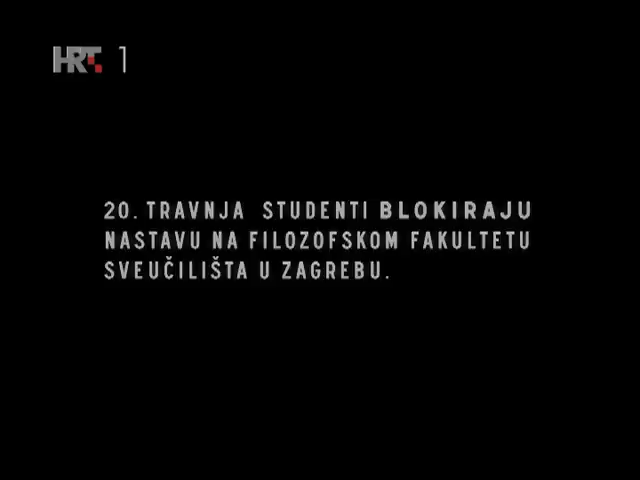 HRT 1
20. TRAVNJA STUDENTI BLOKIRAJU
NASTAVU NA FILOZOFSKOM FAKULTETU
SVEUČILIŠTA U ZAGREBU.